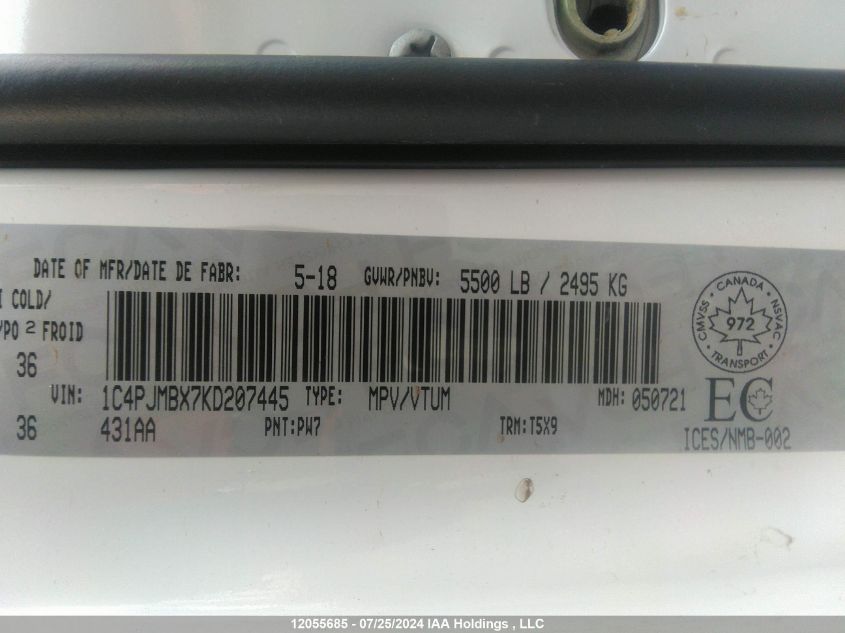 DATE OF MFR/DATE DE FABR: 5-18 GVWR/PNBV: 5500 LB / 2495 KG
COLD/
2 FROID
36
VIN: 1C4PJMBX7KD207445 TYPE: MPV/VTUM MDH: 050721
36 431AA PNT:PW7 TRM:T5X9
CANADA
CMVSS NSVAC
972
TRANSPORT
EC
ICES/NMB-002
12055685 - 07/25/2024 IAA Holdings , LLC